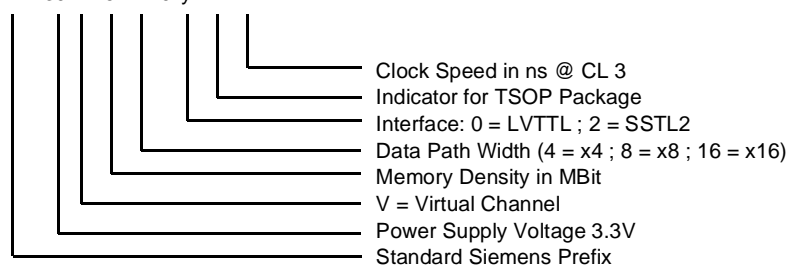 Clock Speed in ns @ CL 3
Indicator for TSOP Package
Interface: 0 = LVTTL ; 2 = SSTL2
Data Path Width (4 = x4 ; 8 = x8 ; 16 = x16)
Memory Density in MBit
V = Virtual Channel
Power Supply Voltage 3.3V
Standard Siemens Prefix